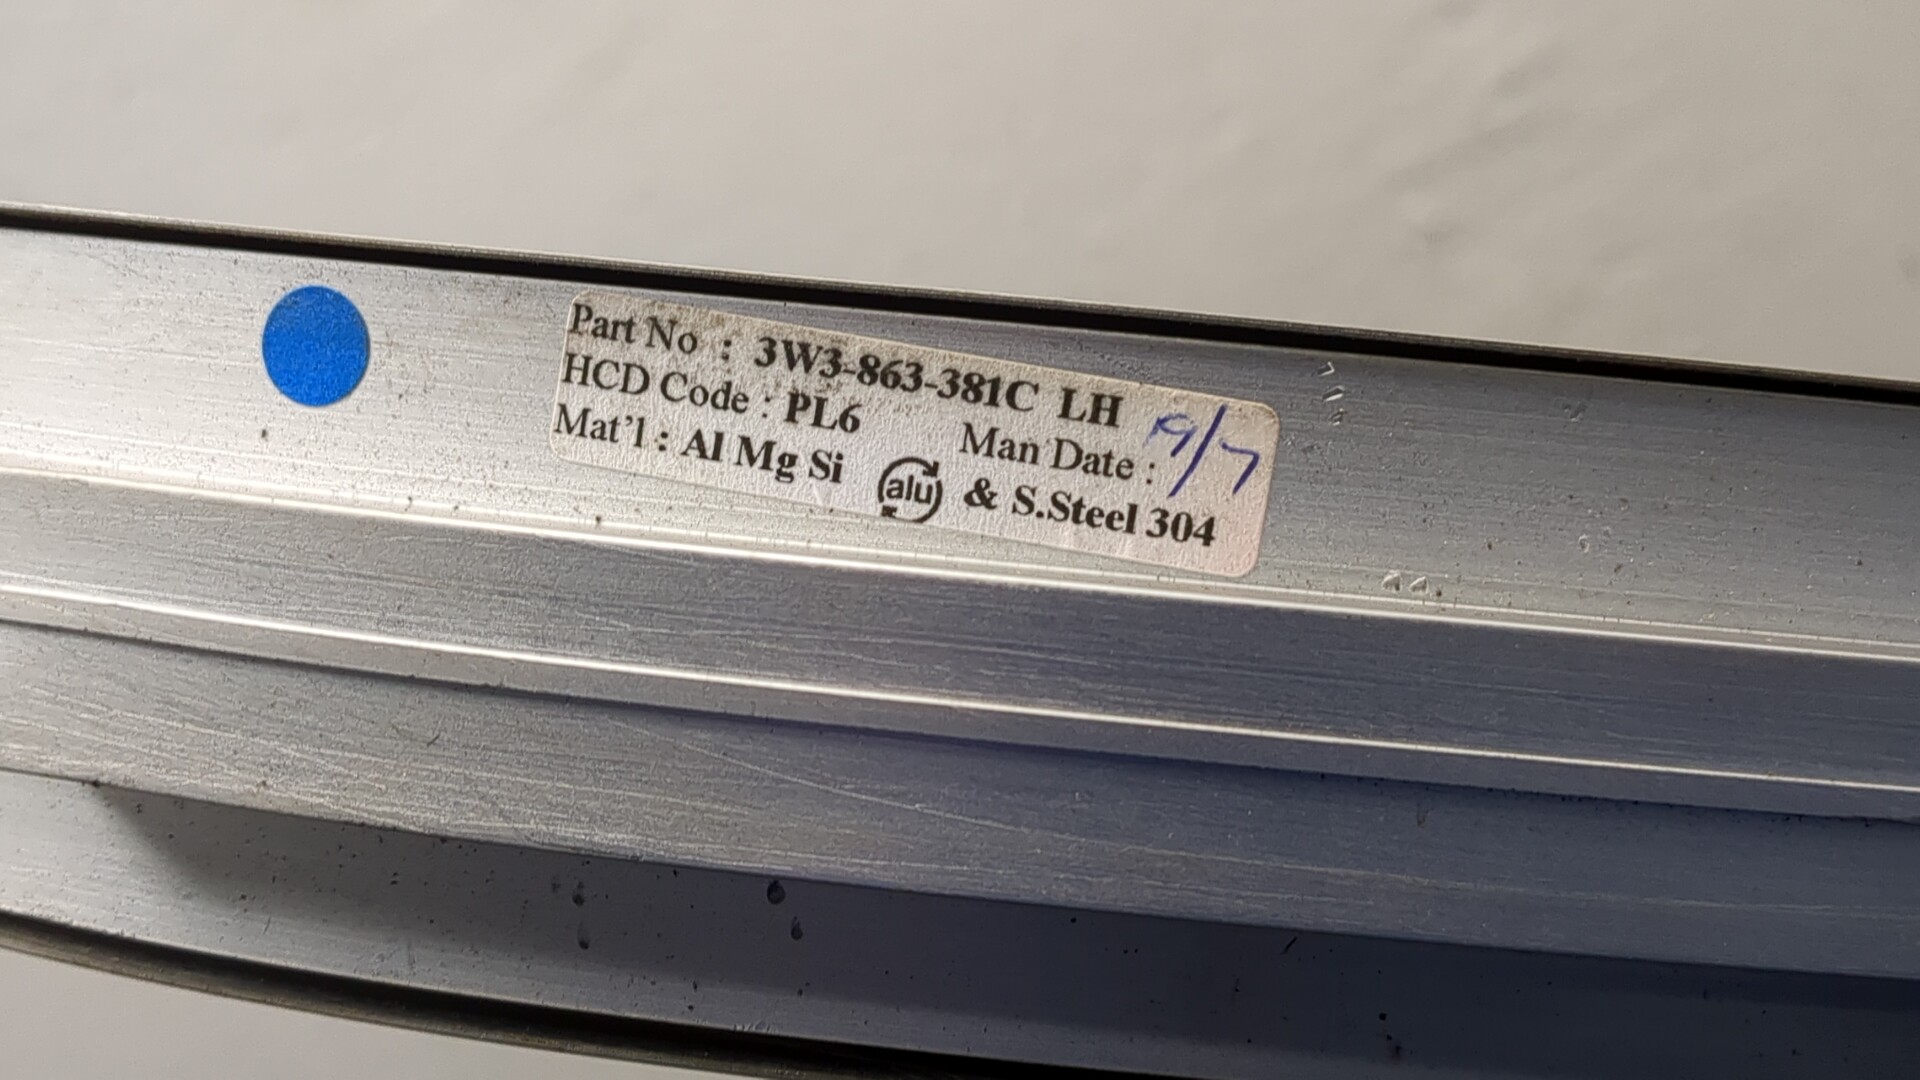 Part No : 3W3-863-381C LH
HCD Code : PL6 Man Date : 19/7
Mat'l : Al Mg Si alu & S.Steel 304